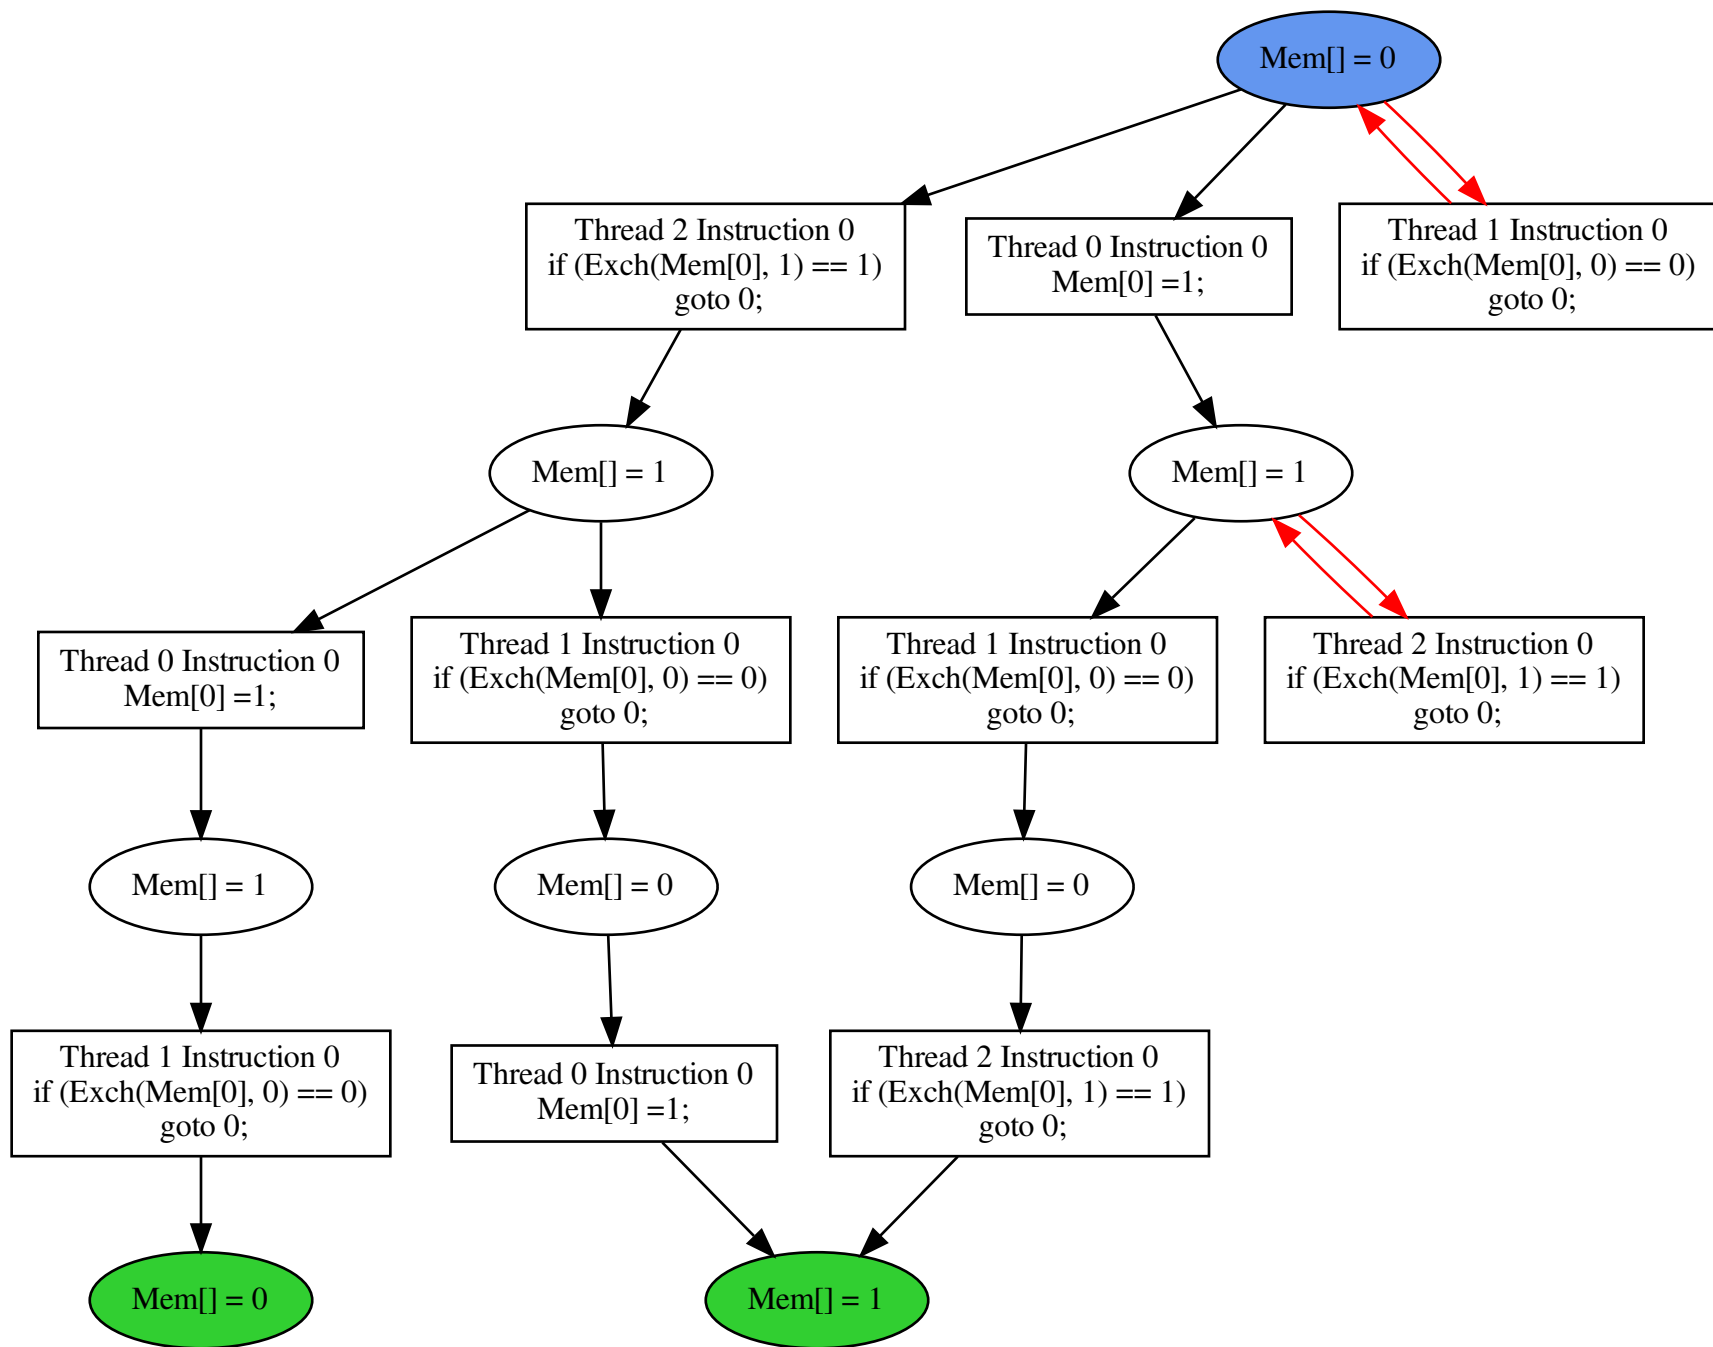 Mem[] = 0
Thread 2 Instruction 0
if (Exch(Mem[0], 1) == 1)
goto 0;
Thread 0 Instruction 0
Mem[0] =1;
Thread 1 Instruction 0
if (Exch(Mem[0], 0) == 0)
goto 0;
Mem[] = 1
Mem[] = 1
Thread 0 Instruction 0
Mem[0] =1;
Thread 1 Instruction 0
if (Exch(Mem[0], 0) == 0)
goto 0;
Thread 1 Instruction 0
if (Exch(Mem[0], 0) == 0)
goto 0;
Thread 2 Instruction 0
if (Exch(Mem[0], 1) == 1)
goto 0;
Mem[] = 1
Mem[] = 0
Mem[] = 0
Thread 1 Instruction 0
if (Exch(Mem[0], 0) == 0)
goto 0;
Thread 0 Instruction 0
Mem[0] =1;
Thread 2 Instruction 0
if (Exch(Mem[0], 1) == 1)
goto 0;
Mem[] = 0
Mem[] = 1